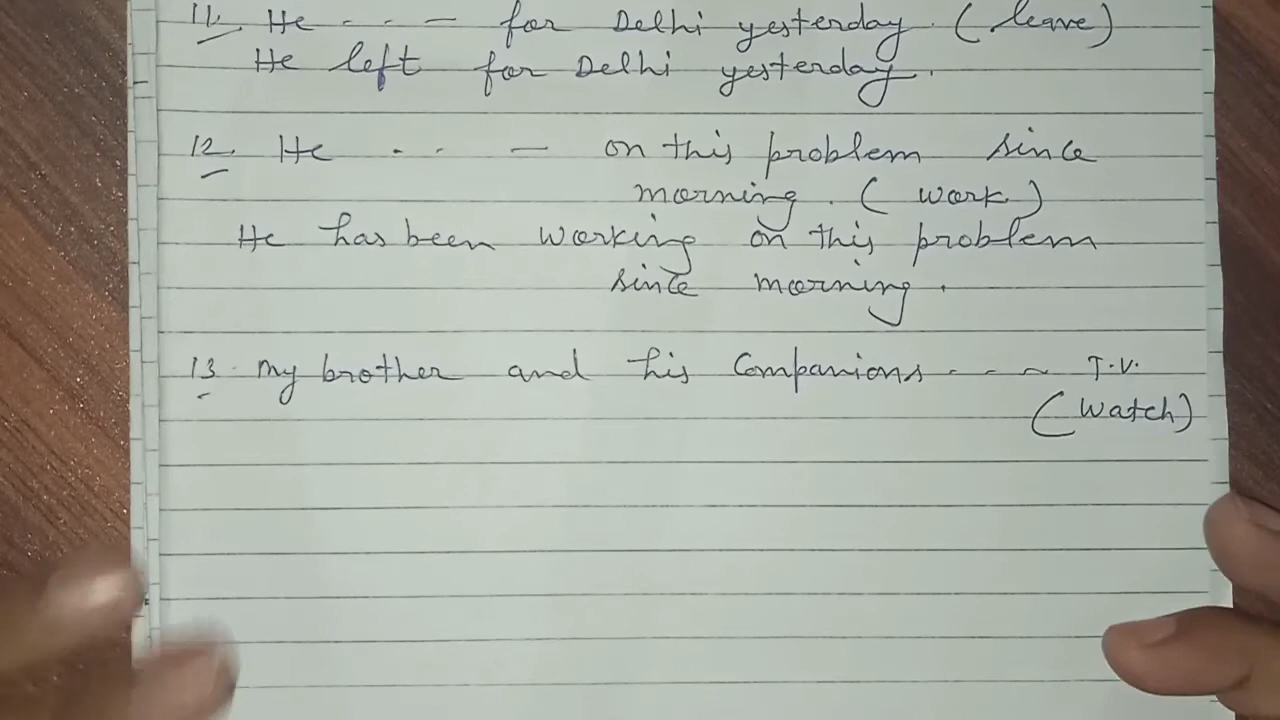 11. He - - - for Delhi yesterday. (leave)
He left for Delhi yesterday.
12. He - - - on this problem since
morning. (work)
He has been working on this problem
since morning.
13. My brother and his Companions - - ~ T.V.
(Watch)